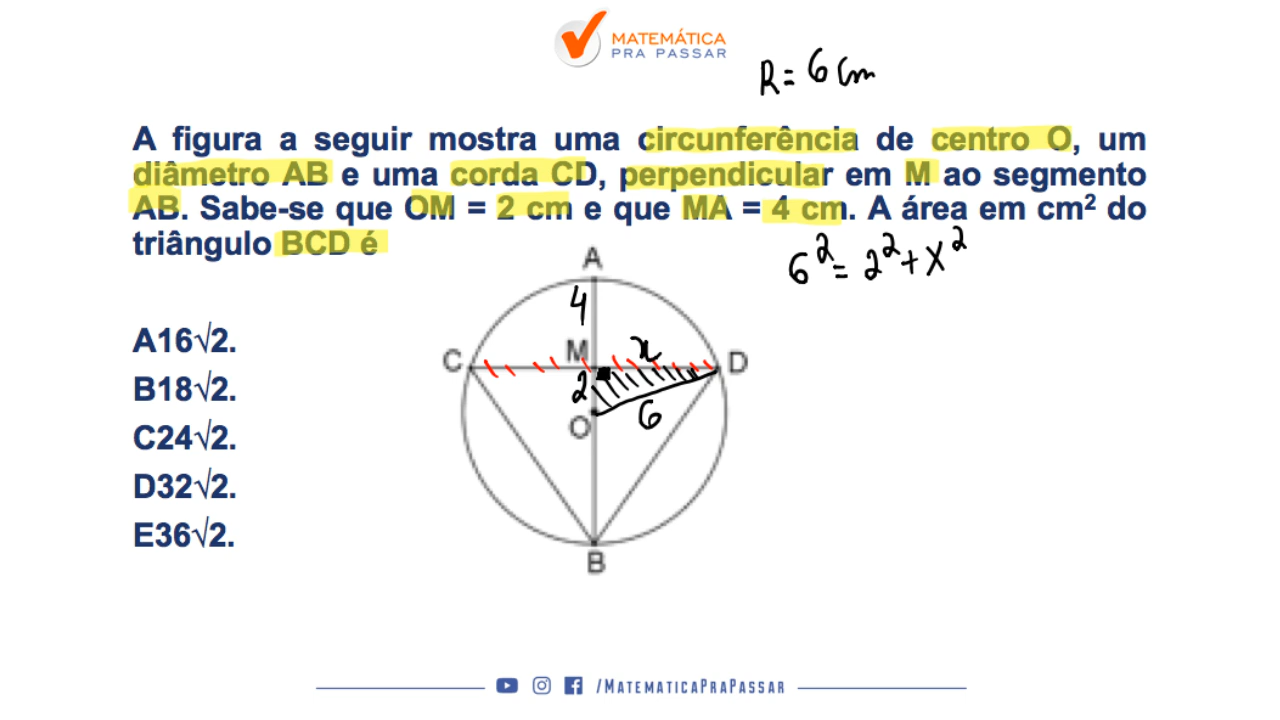 MATEMÁTICA
PRA PASSAR
R = 6 cm
A figura a seguir mostra uma circunferência de centro O, um
diâmetro AB e uma corda CD, perpendicular em M ao segmento
AB. Sabe-se que OM = 2 cm e que MA = 4 cm. A área em cm² do
triângulo BCD é
6² = 2² + x²
A
4
C
M
x
D
2
6
O
B
A16√2.
B18√2.
C24√2.
D32√2.
E36√2.
/MATEMATICAPRAPASSAR